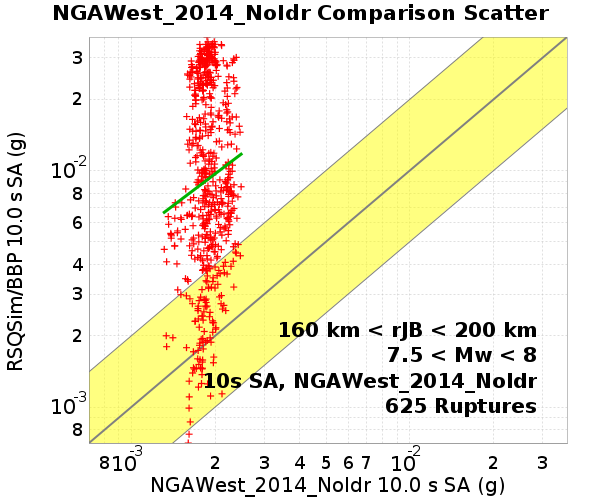 NGAWest_2014_NoIdr Comparison Scatter
RSQSim/BBP 10.0 s SA (g)
3
2
10-2
8
6
4
3
2
10-3
8
160 km < rJB < 200 km
7.5 < Mw < 8
10s SA, NGAWest_2014_NoIdr
625 Ruptures
8 10-3 2 3 4 5 6 7 10-2 2 3
NGAWest_2014_NoIdr 10.0 s SA (g)